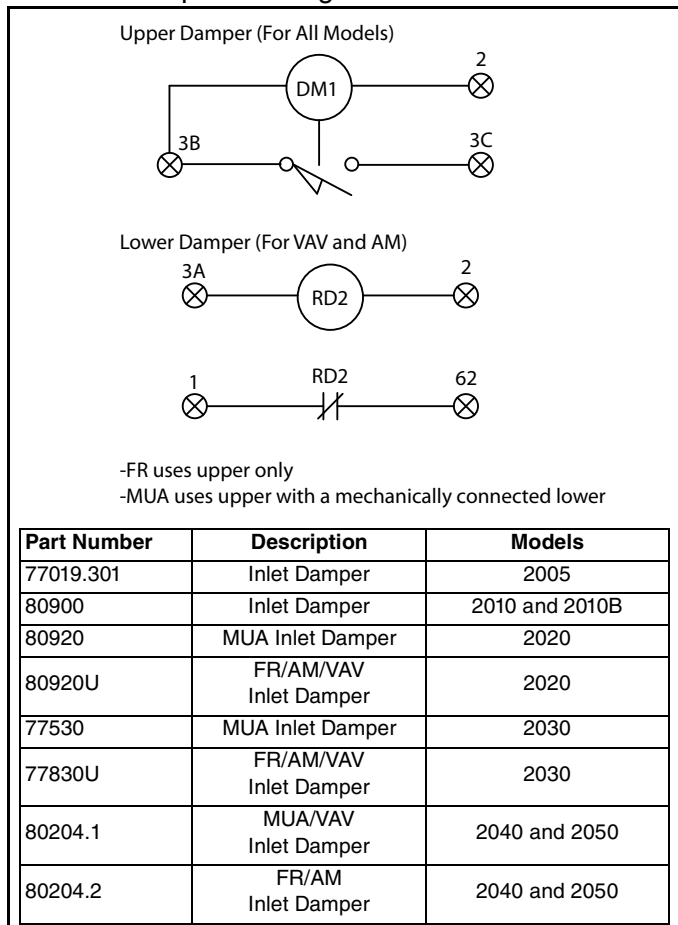 Upper Damper (For All Models)
2
DM1
3B
3C
Lower Damper (For VAV and AM)
3A
2
RD2
1
RD2
62
-FR uses upper only
-MUA uses upper with a mechanically connected lower
Part Number Description Models
77019.301 Inlet Damper 2005
80900 Inlet Damper 2010 and 2010B
80920 MUA Inlet Damper 2020
80920U FR/AM/VAV Inlet Damper 2020
77530 MUA Inlet Damper 2030
77830U FR/AM/VAV Inlet Damper 2030
80204.1 MUA/VAV Inlet Damper 2040 and 2050
80204.2 FR/AM Inlet Damper 2040 and 2050